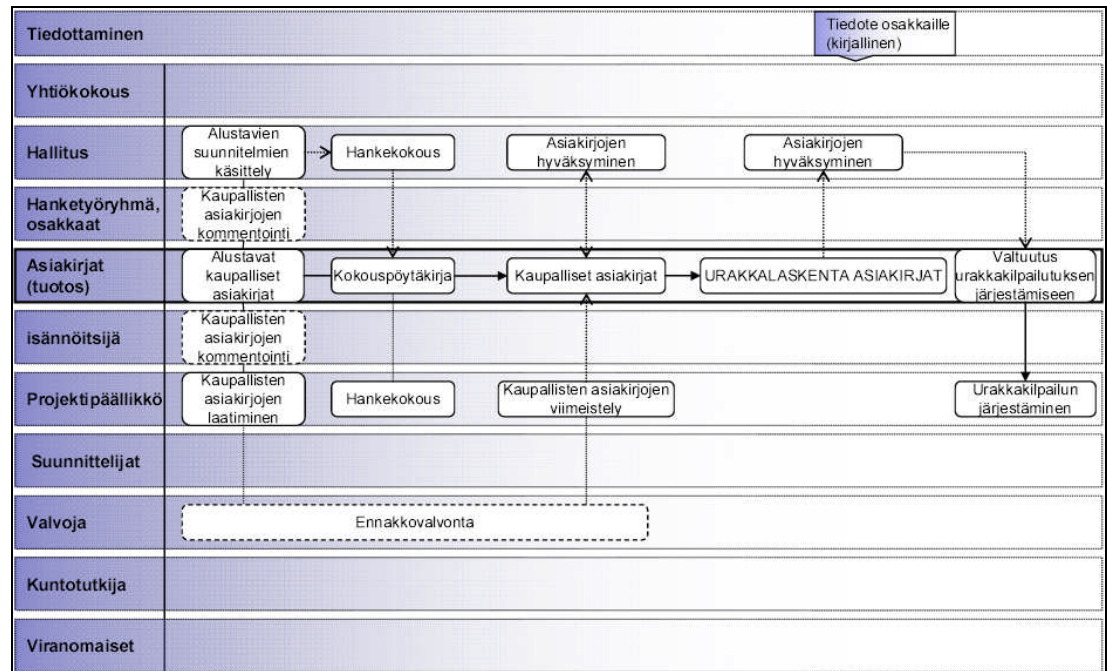 Tiedottaminen
Tiedote osakkaille
(kirjallinen)
Yhtiökokous
Hallitus
Alustavien
suunnitelmien
käsittely
Hankekokous
Asiakirjojen
hyväksyminen
Asiakirjojen
hyväksyminen
Hanketyöryhmä,
osakkaat
Kaupallisten
asiakirjojen
kommentointi
Asiakirjat
(tuotos)
Alustavat
kaupalliset
asiakirjat
Kokouspöytäkirja
Kaupalliset asiakirjat
URAKKALASKENTA ASIAKIRJAT
Valtuutus
urakkakilpailutuksen
järjestämiseen
isännöitsijä
Kaupallisten
asiakirjojen
kommentointi
Projektipäällikkö
Kaupallisten
asiakirjojen
laatiminen
Hankekokous
Kaupallisten asiakirjojen
viimeistely
Urakkakilpailun
järjestäminen
Suunnittelijat
Valvoja
Ennakkovalvonta
Kuntotutkija
Viranomaiset